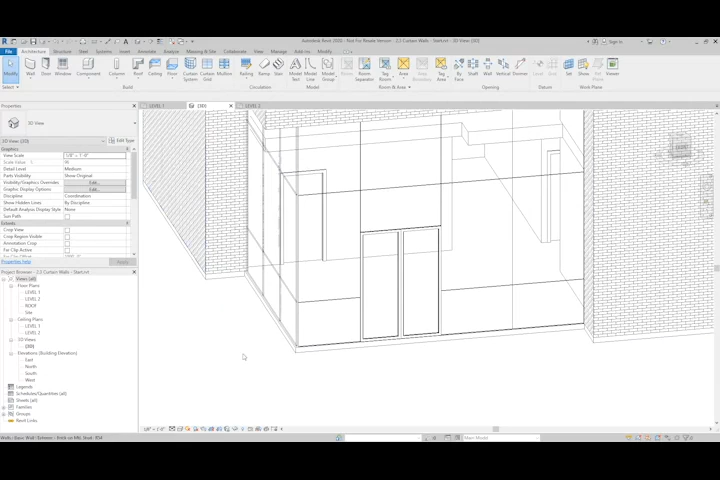 Autodesk Revit 2020 - Not For Resale Version - 2.3 Curtain Walls - Start.rvt - 3D View: {3D}
Sign In
File Architecture Structure Steel Systems Insert Annotate Analyze Massing & Site Collaborate View Manage Add-Ins Modify
Modify Wall Door Window Component Column Roof Ceiling Floor Curtain System Curtain Grid Mullion Railing Ramp Stair Model Text Model Line Model Group Room Room Separator Tag Room Area Area Boundary Tag Area By Face Shaft Wall Vertical Dormer Level Grid Set Show Ref Plane Viewer
Select Build Circulation Model Room & Area Opening Datum Work Plane
Properties
LEVEL 1
{3D}
LEVEL 2
3D View
3D View: {3D} Edit Type
Graphics
View Scale 1/8" = 1'-0"
Scale Value 1: 96
Detail Level Medium
Parts Visibility Show Original
Visibility/Graphics Overrides Edit...
Graphic Display Options Edit...
Discipline Coordination
Show Hidden Lines By Discipline
Default Analysis Display Style None
Sun Path
Extents
Crop View
Crop Region Visible
Annotation Crop
Far Clip Active
Properties help Apply
Project Browser - 2.3 Curtain Walls - Start.rvt
Views (all)
Floor Plans
LEVEL 1
LEVEL 2
ROOF
Site
Ceiling Plans
LEVEL 1
LEVEL 2
3D Views
{3D}
Elevations (Building Elevation)
East
North
South
West
Legends
Schedules/Quantities (all)
Sheets (all)
Families
Groups
Revit Links
1/8" = 1'-0"
Main Model